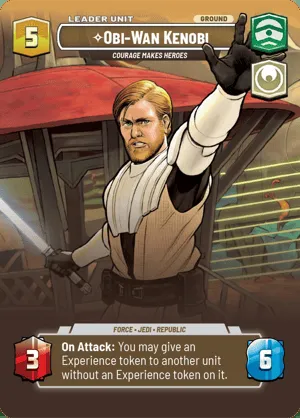 LEADER UNIT
GROUND
5
✧OBI-WAN KENOBI
COURAGE MAKES HEROES
FORCE • JEDI • REPUBLIC
3
On Attack: You may give an
Experience token to another unit
without an Experience token on it.
6